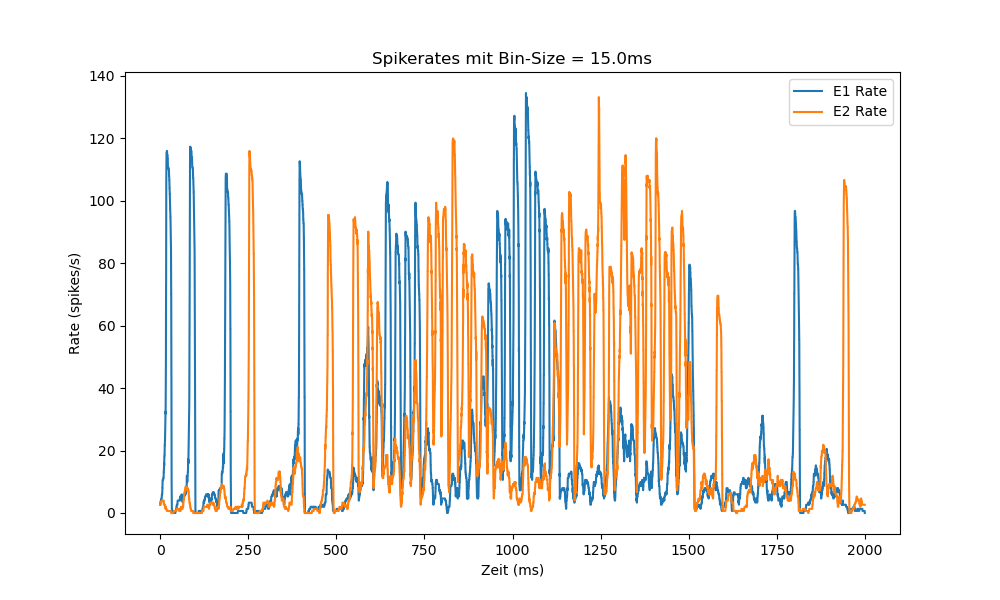 Spikerates mit Bin-Size = 15.0ms
E1 Rate
E2 Rate
140
120
100
80
60
40
20
0
Rate (spikes/s)
0 250 500 750 1000 1250 1500 1750 2000
Zeit (ms)